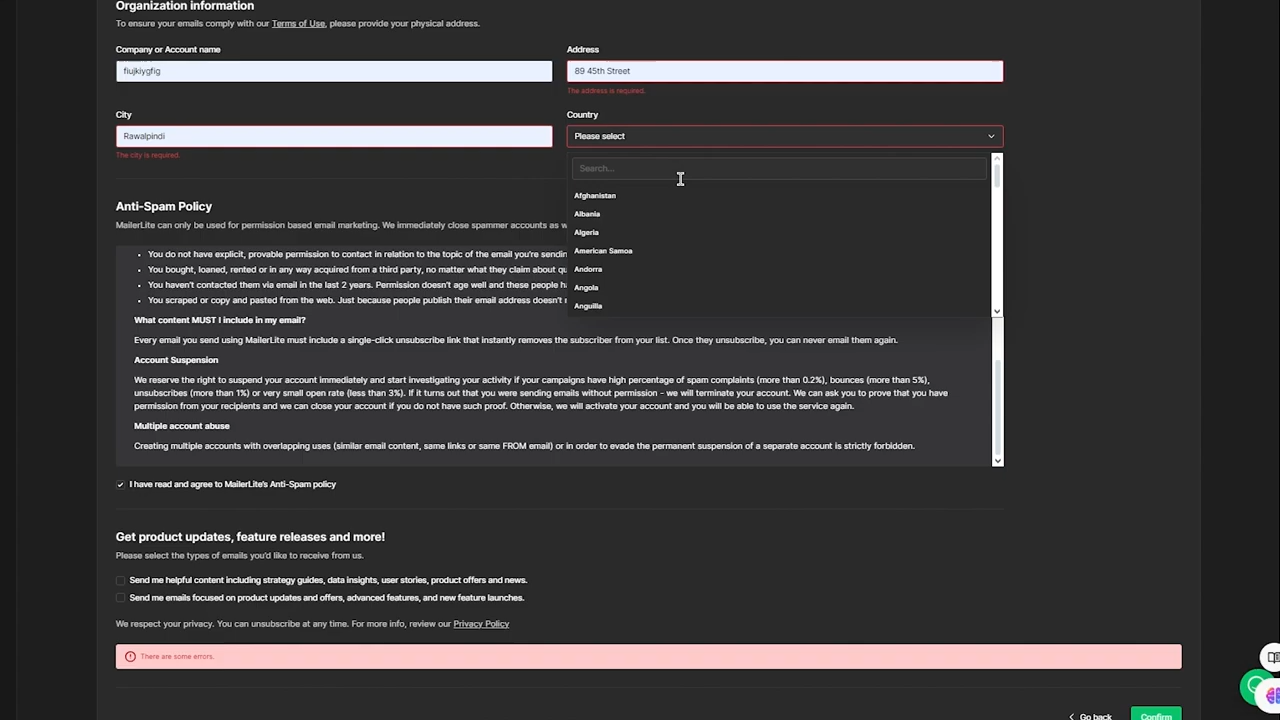 Organization information
To ensure your emails comply with our Terms of Use, please provide your physical address.
Company or Account name
Address
fiujkiygfig
89 45th Street
The address is required.
City
Country
Rawalpindi
Please select
The city is required.
Search...
Afghanistan
Albania
Algeria
American Samoa
Andorra
Angola
Anguilla
Anti-Spam Policy
MailerLite can only be used for permission based email marketing. We immediately close spammer accounts as w
• You do not have explicit, provable permission to contact in relation to the topic of the email you're sendin
• You bought, loaned, rented or in any way acquired from a third party, no matter what they claim about qu
• You haven't contacted them via email in the last 2 years. Permission doesn't age well and these people ha
• You scraped or copy and pasted from the web. Just because people publish their email address doesn't
What content MUST I include in my email?
Every email you send using MailerLite must include a single-click unsubscribe link that instantly removes the subscriber from your list. Once they unsubscribe, you can never email them again.
Account Suspension
We reserve the right to suspend your account immediately and start investigating your activity if your campaigns have high percentage of spam complaints (more than 0.2%), bounces (more than 5%),
unsubscribes (more than 1%) or very small open rate (less than 3%). If it turns out that you were sending emails without permission - we will terminate your account. We can ask you to prove that you have
permission from your recipients and we can close your account if you do not have such proof. Otherwise, we will activate your account and you will be able to use the service again.
Multiple account abuse
Creating multiple accounts with overlapping uses (similar email content, same links or same FROM email) or in order to evade the permanent suspension of a separate account is strictly forbidden.
I have read and agree to MailerLite's Anti-Spam policy
Get product updates, feature releases and more!
Please select the types of emails you'd like to receive from us.
Send me helpful content including strategy guides, data insights, user stories, product offers and news.
Send me emails focused on product updates and offers, advanced features, and new feature launches.
We respect your privacy. You can unsubscribe at any time. For more info, review our Privacy Policy
There are some errors.
Go back
Confirm